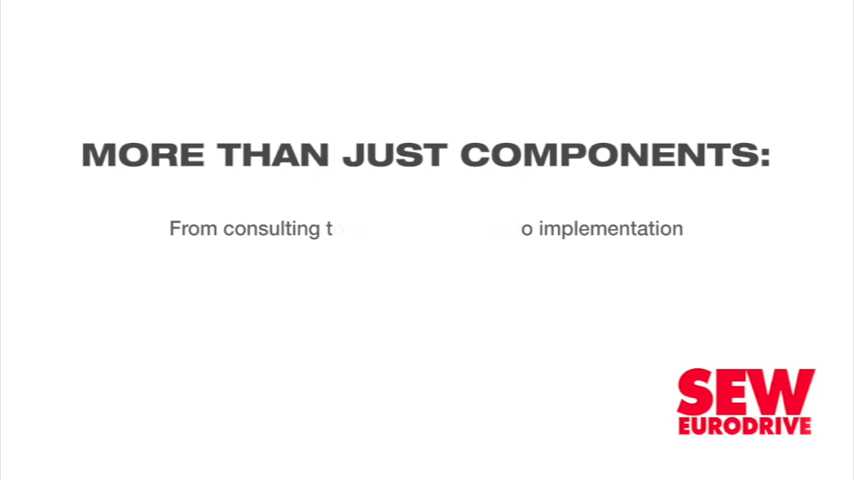 MORE THAN JUST COMPONENTS:
From consulting t o implementation
SEW
EURODRIVE